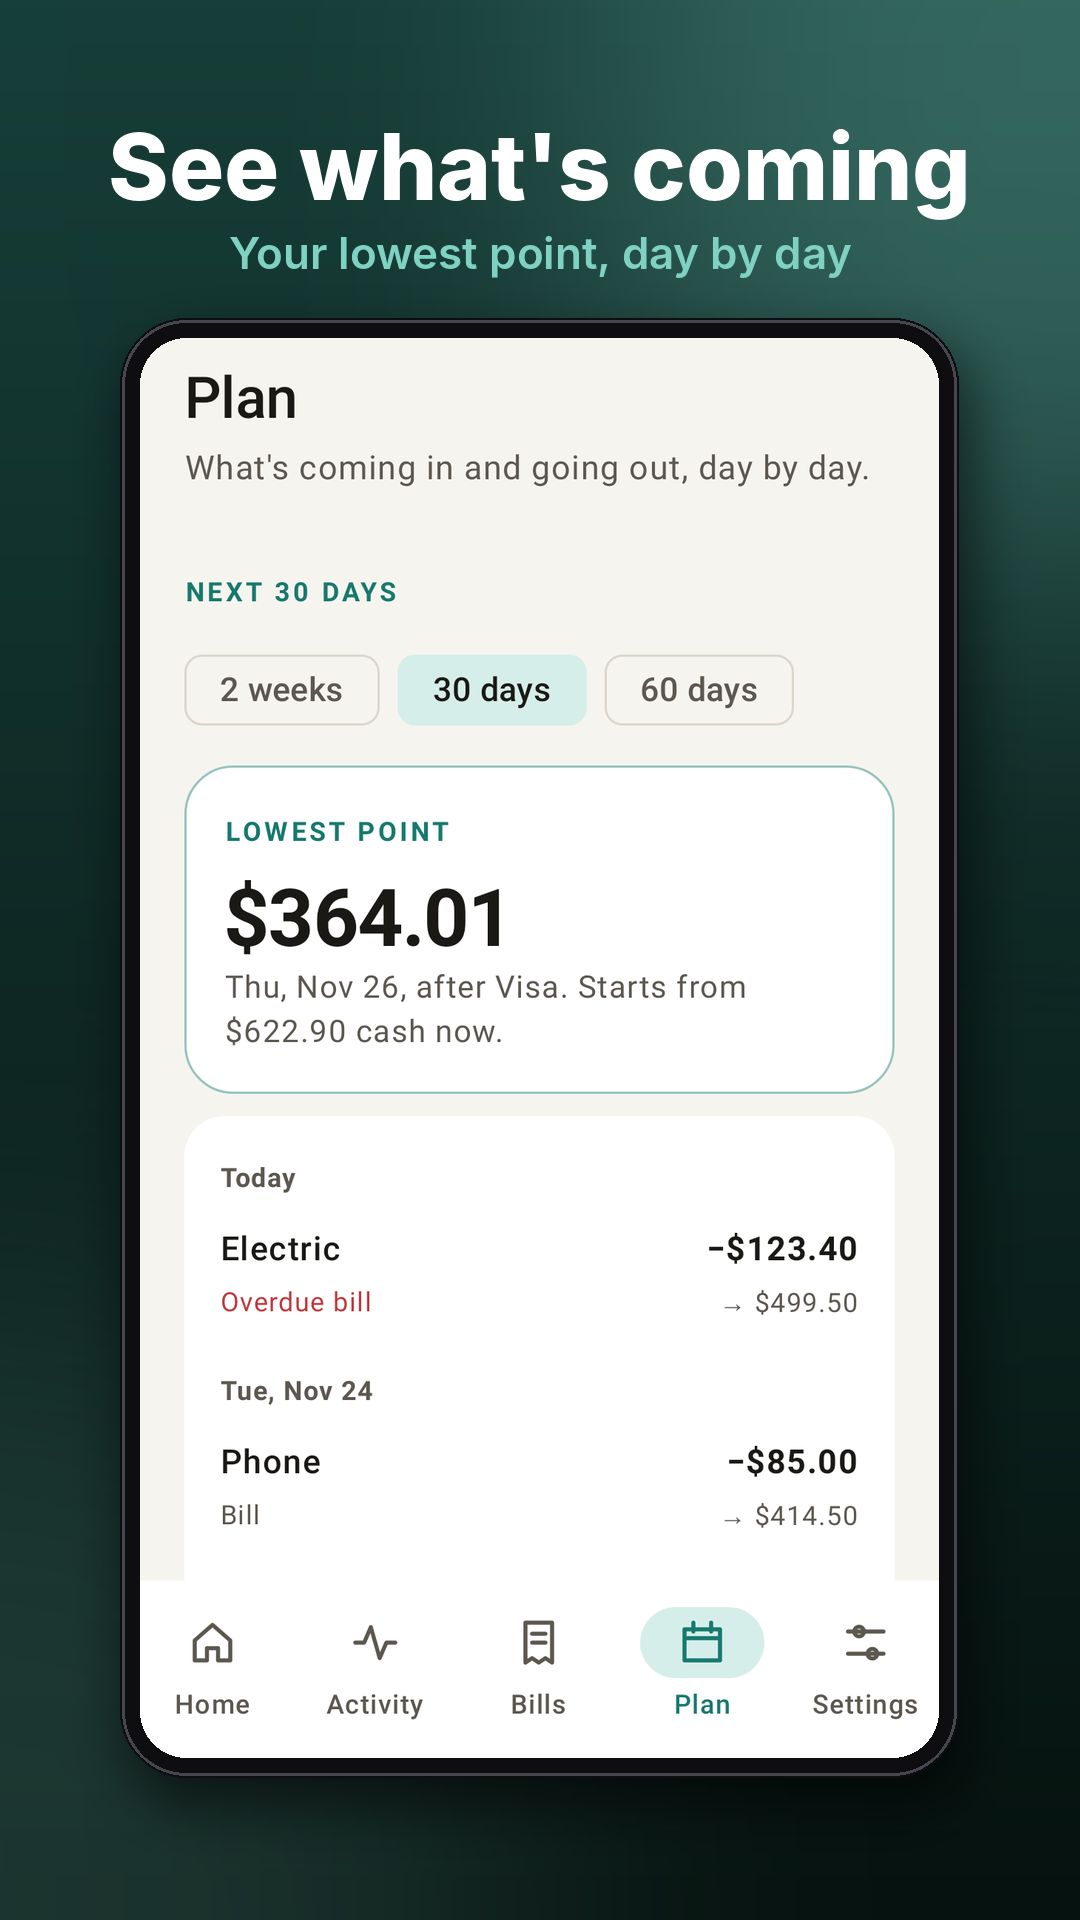 See what's coming
Your lowest point, day by day
Plan
What's coming in and going out, day by day.
NEXT 30 DAYS
2 weeks
30 days
60 days
LOWEST POINT
$364.01
Thu, Nov 26, after Visa. Starts from
$622.90 cash now.
Today
Electric
−$123.40
Overdue bill
→ $499.50
Tue, Nov 24
Phone
−$85.00
Bill
→ $414.50
Home
Activity
Bills
Plan
Settings